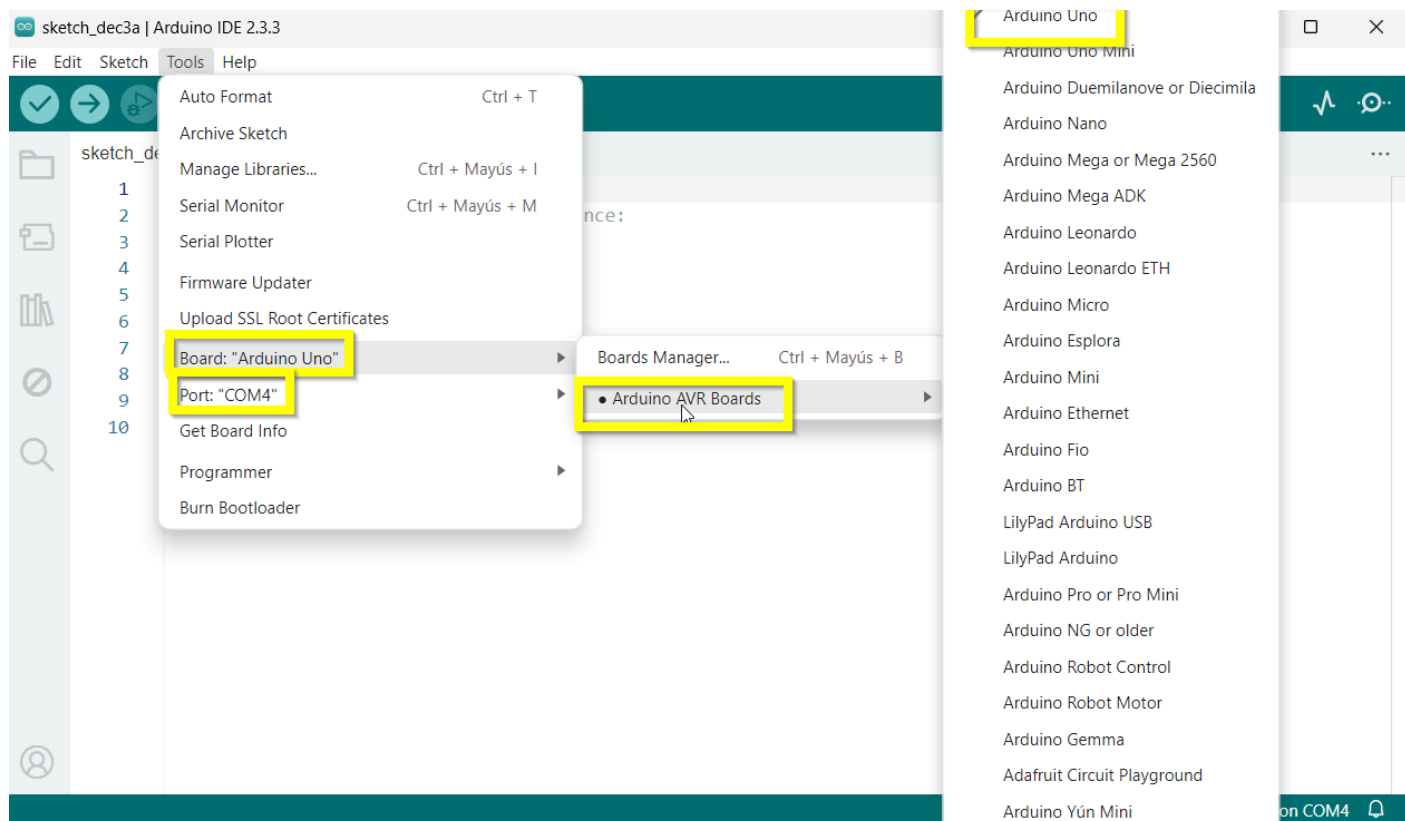 sketch_dec3a | Arduino IDE 2.3.3
File Edit Sketch Tools Help
sketch_de
1
2
3
4
5
6
7
8
9
10
nce:
Auto Format Ctrl + T
Archive Sketch
Manage Libraries... Ctrl + Mayús + I
Serial Monitor Ctrl + Mayús + M
Serial Plotter
Firmware Updater
Upload SSL Root Certificates
Board: "Arduino Uno"
Port: "COM4"
Get Board Info
Programmer
Burn Bootloader
Boards Manager... Ctrl + Mayús + B
● Arduino AVR Boards
Arduino Uno
Arduino Uno Mini
Arduino Duemilanove or Diecimila
Arduino Nano
Arduino Mega or Mega 2560
Arduino Mega ADK
Arduino Leonardo
Arduino Leonardo ETH
Arduino Micro
Arduino Esplora
Arduino Mini
Arduino Ethernet
Arduino Fio
Arduino BT
LilyPad Arduino USB
LilyPad Arduino
Arduino Pro or Pro Mini
Arduino NG or older
Arduino Robot Control
Arduino Robot Motor
Arduino Gemma
Adafruit Circuit Playground
Arduino Yún Mini
on COM4